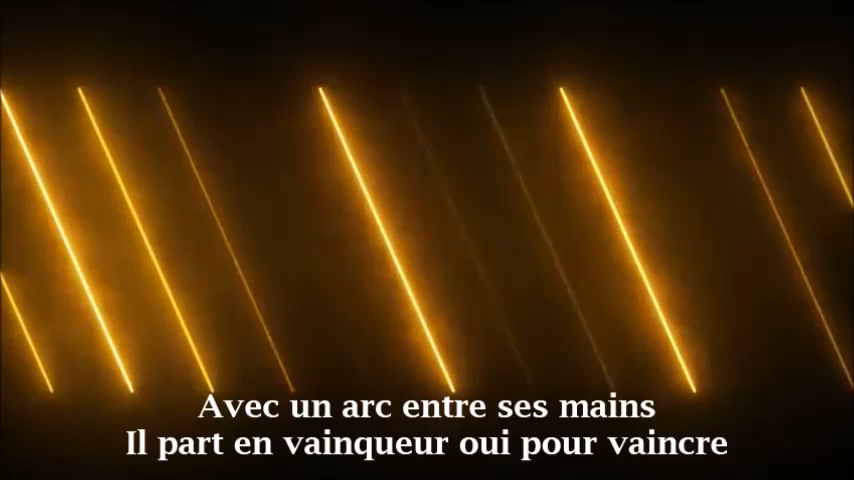 Avec un arc entre ses mains
Il part en vainqueur oui pour vaincre